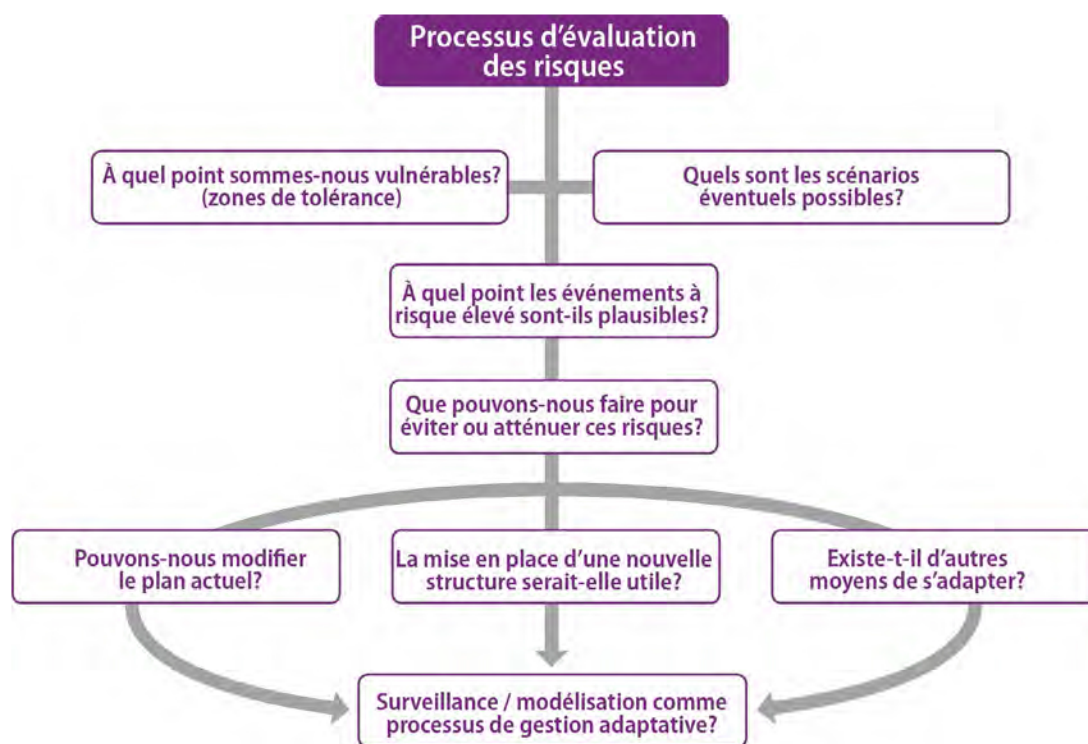 Processus d'évaluation
des risques
À quel point sommes-nous vulnérables?
(zones de tolérance)
Quels sont les scénarios
éventuels possibles?
À quel point les événements à
risque élevé sont-ils plausibles?
Que pouvons-nous faire pour
éviter ou atténuer ces risques?
Pouvons-nous modifier
le plan actuel?
La mise en place d'une nouvelle
structure serait-elle utile?
Existe-t-il d'autres
moyens de s'adapter?
Surveillance / modélisation comme
processus de gestion adaptative?